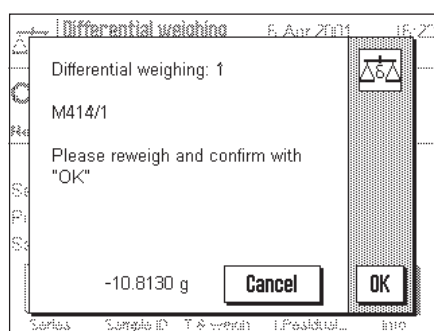 Differential weighing 6 Apr 2001
Differential weighing: 1
M414/1
Please reweigh and confirm with
"OK"
-10.8130 g
Cancel
OK
Series Sample ID
Info